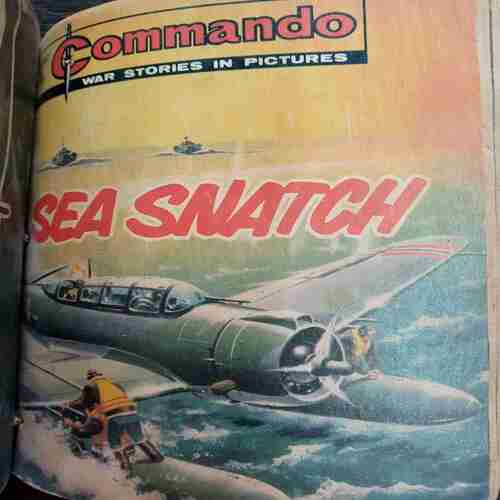 Commando
WAR STORIES IN PICTURES
SEA SNATCH